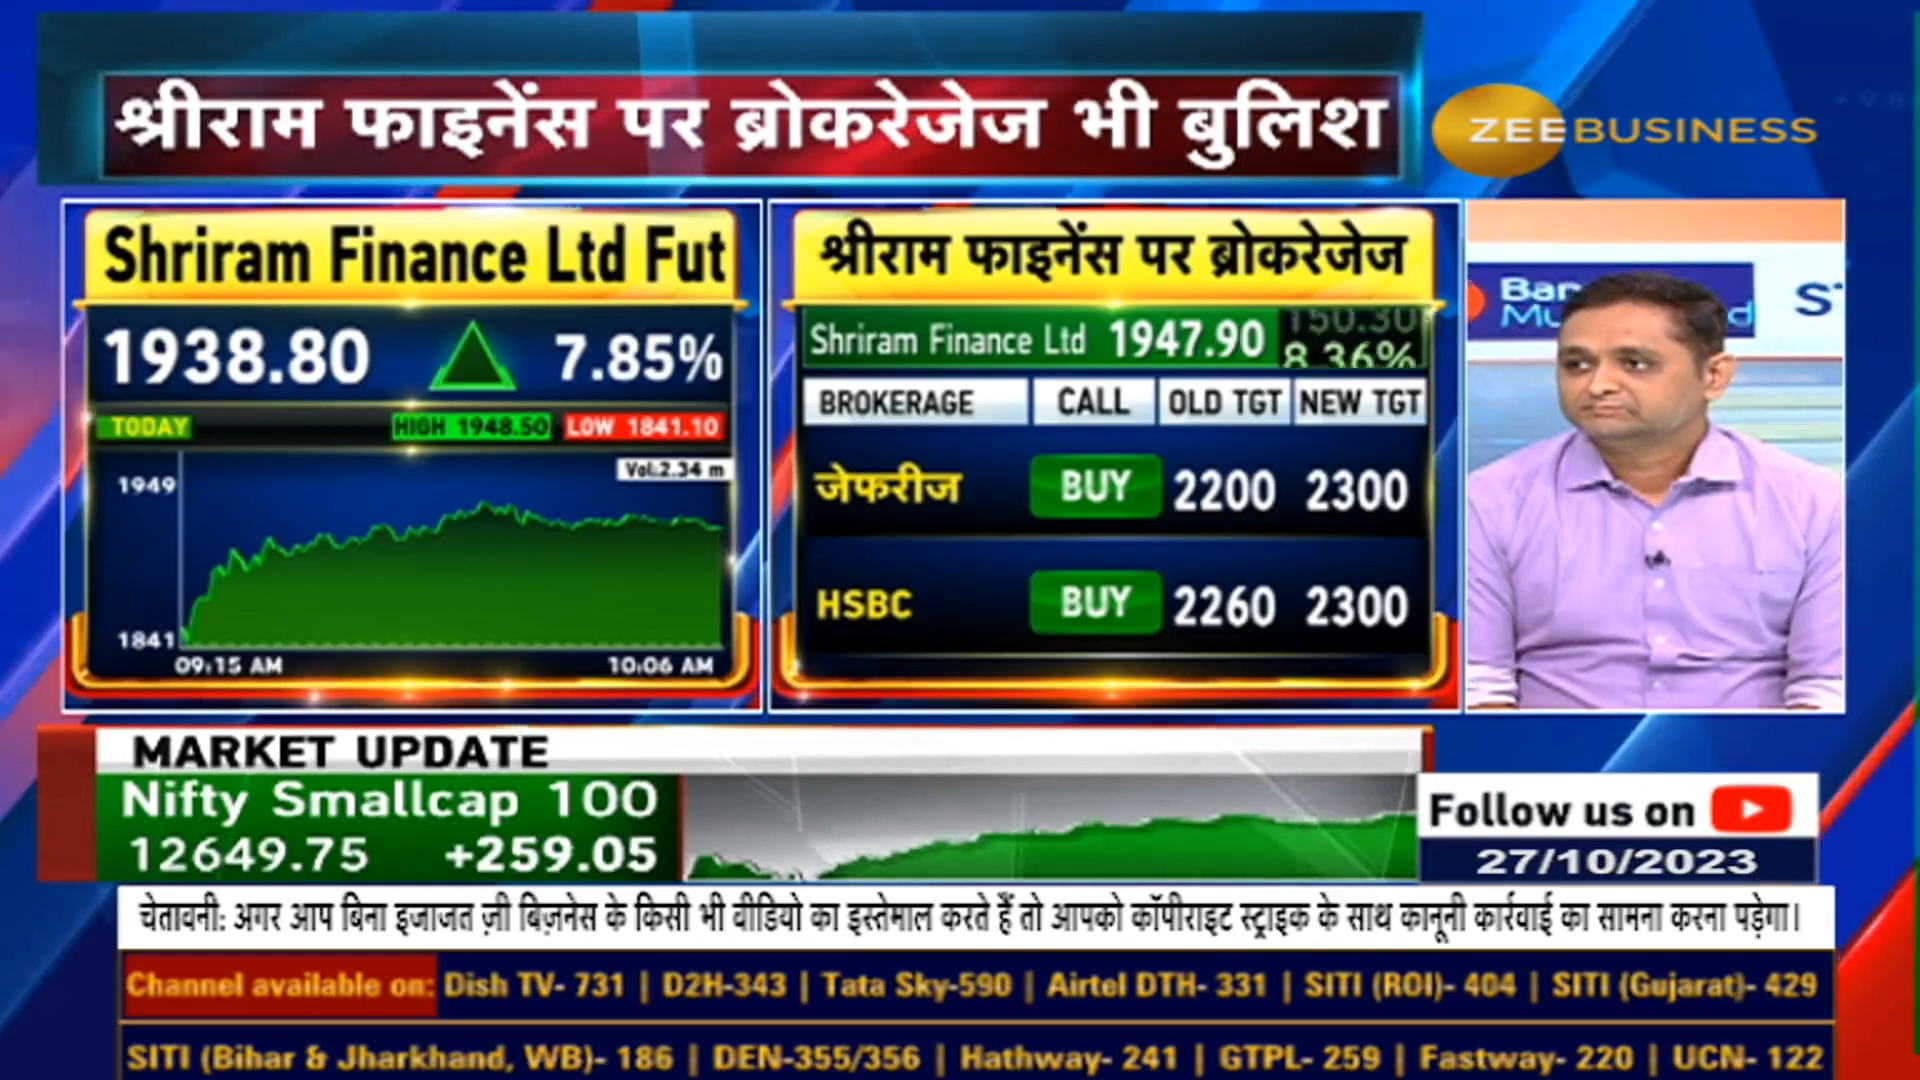 श्रीराम फाइनेंस पर ब्रोकरेजेज भी बुलिश
ZEEBUSINESS
Shriram Finance Ltd Fut
1938.80 7.85%
TODAY HIGH 1948.50 LOW 1841.10
Vol:2.34 m
1949
1841
09:15 AM 10:06 AM
श्रीराम फाइनेंस पर ब्रोकरेजेज
Shriram Finance Ltd 1947.90 150.30
8.36%
BROKERAGE CALL OLD TGT NEW TGT
जेफरीज BUY 2200 2300
HSBC BUY 2260 2300
MARKET UPDATE
Nifty Smallcap 100
12649.75 +259.05
Follow us on
27/10/2023
चेतावनी: अगर आप बिना इजाजत ज़ी बिज़नेस के किसी भी वीडियो का इस्तेमाल करते हैं तो आपको कॉपीराइट स्ट्राइक के साथ कानूनी कार्रवाई का सामना करना पड़ेगा।
Channel available on: Dish TV- 731 | D2H-343 | Tata Sky-590 | Airtel DTH- 331 | SITI (ROI)- 404 | SITI (Gujarat)- 429
SITI (Bihar & Jharkhand, WB)- 186 | DEN-355/356 | Hathway- 241 | GTPL- 259 | Fastway- 220 | UCN- 122